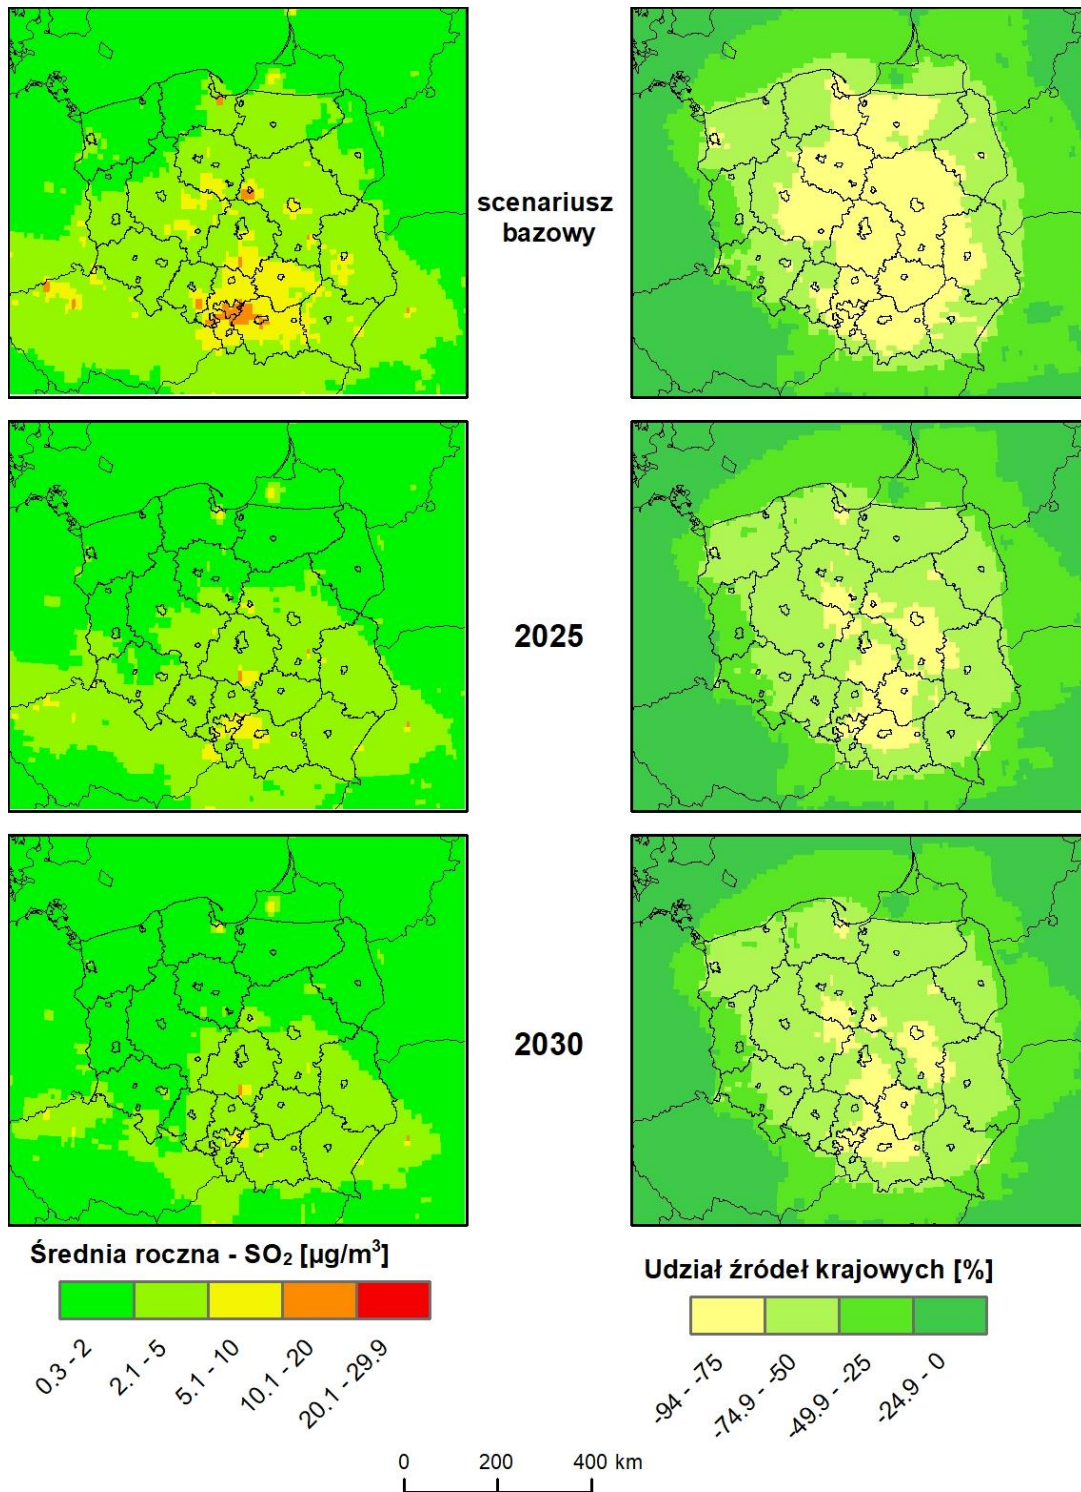 scenariusz
bazowy
2025
2030
Średnia roczna - SO₂ [µg/m³]
0.3 - 2
2.1 - 5
5.1 - 10
10.1 - 20
20.1 - 29.9
Udział źródeł krajowych [%]
-94 - -75
-74.9 - -50
-49.9 - -25
-24.9 - 0
0 200 400 km